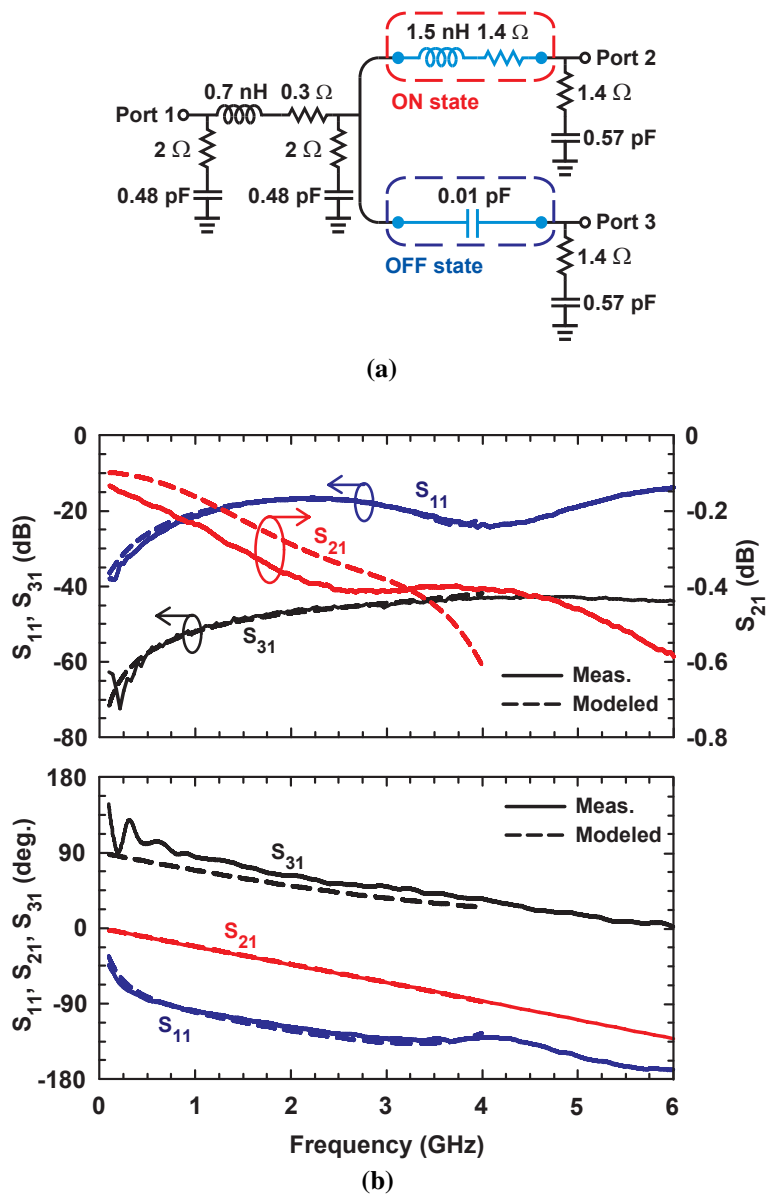 1.5 nH 1.4 Ω
Port 2
0.7 nH
0.3 Ω
ON state
1.4 Ω
Port 1
2 Ω
2 Ω
0.57 pF
0.48 pF
0.48 pF
0.01 pF
Port 3
OFF state
1.4 Ω
0.57 pF
(a)
S11, S31 (dB)
0
-20
-40
-60
-80
S11
S21
S31
Meas.
Modeled
0
-0.2
-0.4
-0.6
-0.8
S21 (dB)
S11, S21, S31 (deg.)
180
90
0
-90
-180
Meas.
Modeled
S31
S21
S11
0 1 2 3 4 5 6
Frequency (GHz)
(b)